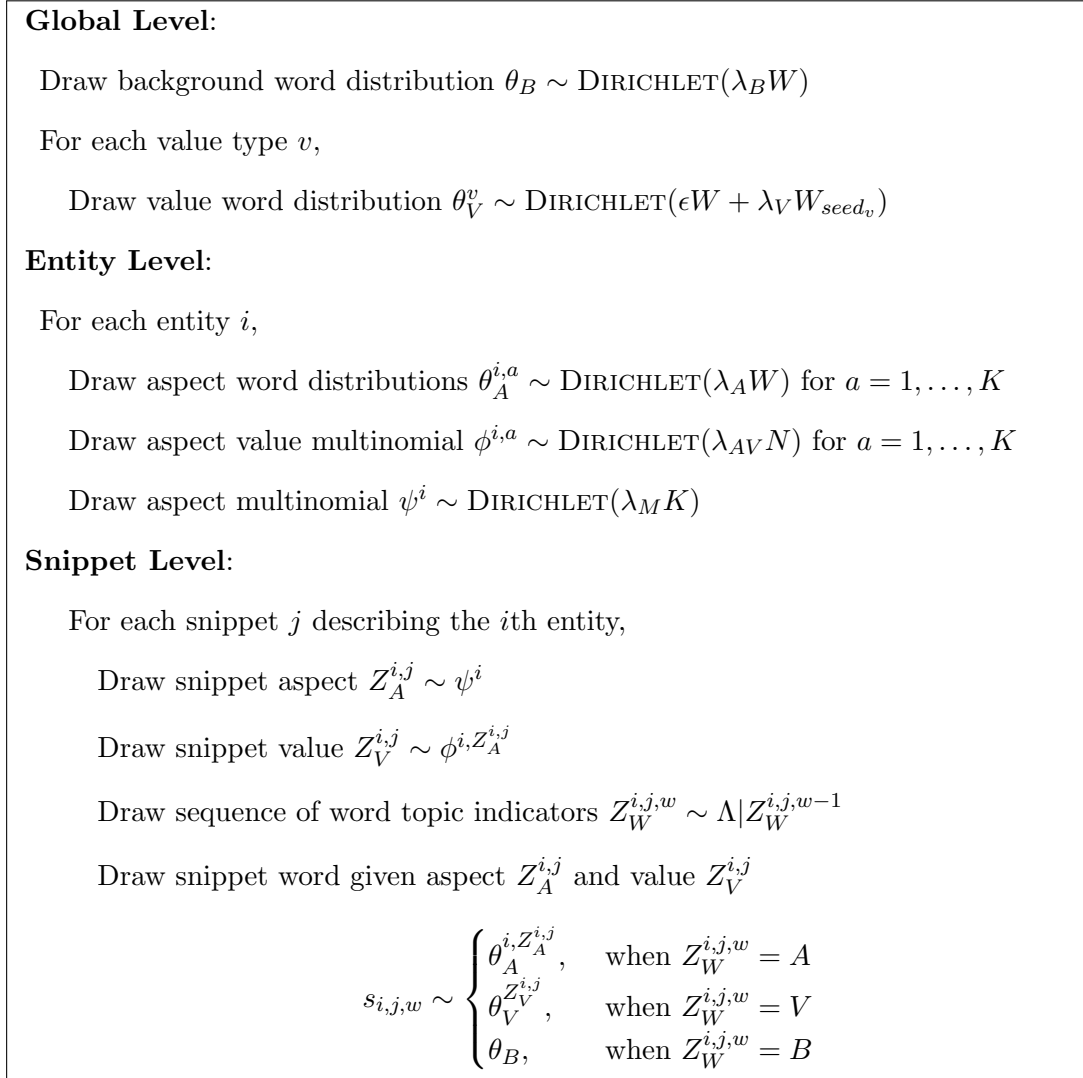 Global Level:
Draw background word distribution θ_B ∼ DIRICHLET(λ_B W)
For each value type v,
Draw value word distribution θ_V^v ∼ DIRICHLET(ϵW + λ_V W_{seed_v})
Entity Level:
For each entity i,
Draw aspect word distributions θ_A^{i,a} ∼ DIRICHLET(λ_A W) for a = 1, . . . , K
Draw aspect value multinomial ϕ^{i,a} ∼ DIRICHLET(λ_{AV} N) for a = 1, . . . , K
Draw aspect multinomial ψ^i ∼ DIRICHLET(λ_M K)
Snippet Level:
For each snippet j describing the ith entity,
Draw snippet aspect Z_A^{i,j} ∼ ψ^i
Draw snippet value Z_V^{i,j} ∼ ϕ^{i,Z_A^{i,j}}
Draw sequence of word topic indicators Z_W^{i,j,w} ∼ Λ|Z_W^{i,j,w−1}
Draw snippet word given aspect Z_A^{i,j} and value Z_V^{i,j}
s_{i,j,w} ∼ { θ_A^{i,Z_A^{i,j}}, when Z_W^{i,j,w} = A
θ_V^{Z_V^{i,j}}, when Z_W^{i,j,w} = V
θ_B, when Z_W^{i,j,w} = B